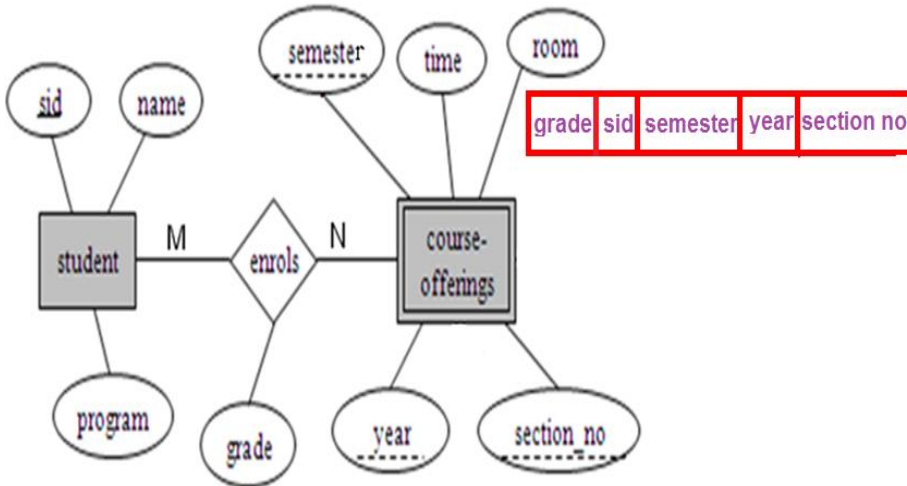 semester
time
room
sid
name
grade sid semester year section no
student
M
enrols
N
course-
offerings
program
grade
year
section_no